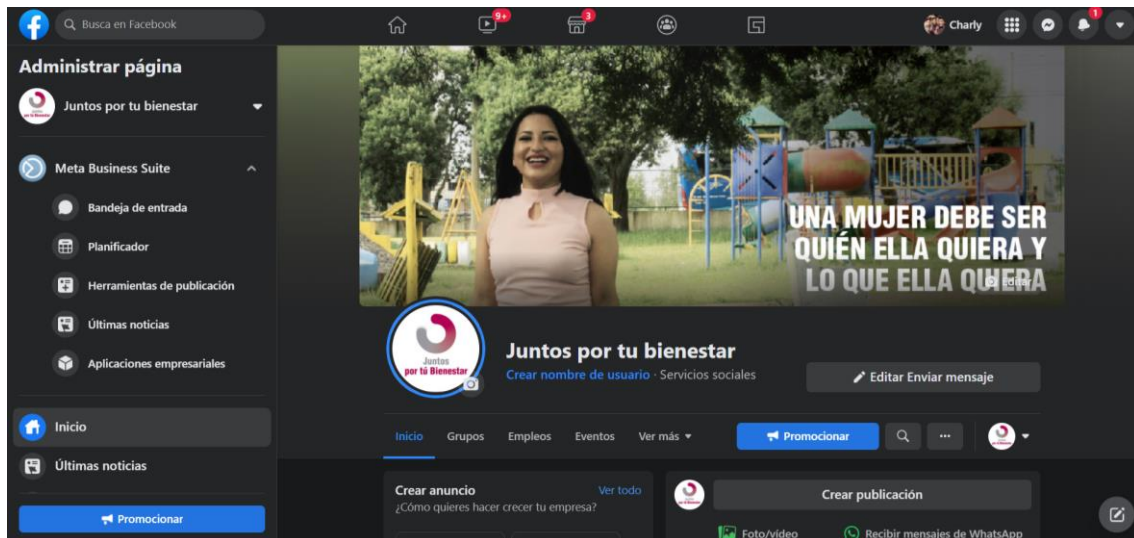 Busca en Facebook
9+
3
Charly
1
Administrar página
Juntos por tu bienestar
Meta Business Suite
Bandeja de entrada
Planificador
Herramientas de publicación
Últimas noticias
Aplicaciones empresariales
Inicio
Últimas noticias
Promocionar
UNA MUJER DEBE SER
QUIÉN ELLA QUIERA Y
LO QUE ELLA QUIERA
Editar
Juntos
por tú Bienestar
Juntos por tu bienestar
Crear nombre de usuario · Servicios sociales
Editar Enviar mensaje
Inicio Grupos Empleos Eventos Ver más
Promocionar
Crear anuncio Ver todo
¿Cómo quieres hacer crecer tu empresa?
Crear publicación
Foto/video Recibir mensajes de WhatsApp